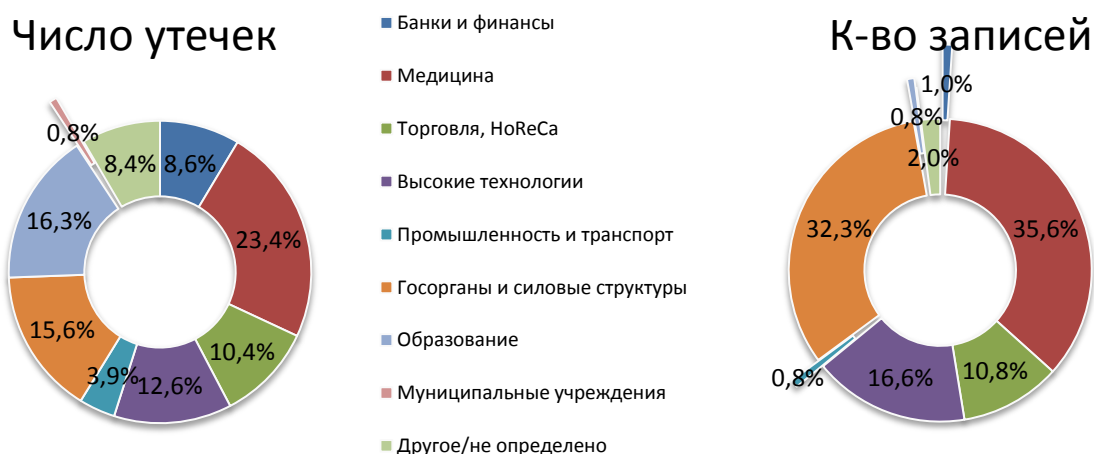 Число утечек
0,8%
8,4%
8,6%
16,3%
23,4%
15,6%
10,4%
3,9%
12,6%
Банки и финансы
Медицина
Торговля, HoReCa
Высокие технологии
Промышленность и транспорт
Госорганы и силовые структуры
Образование
Муниципальные учреждения
Другое/не определено
К-во записей
1,0%
0,8%
2,0%
32,3%
35,6%
0,8%
16,6%
10,8%